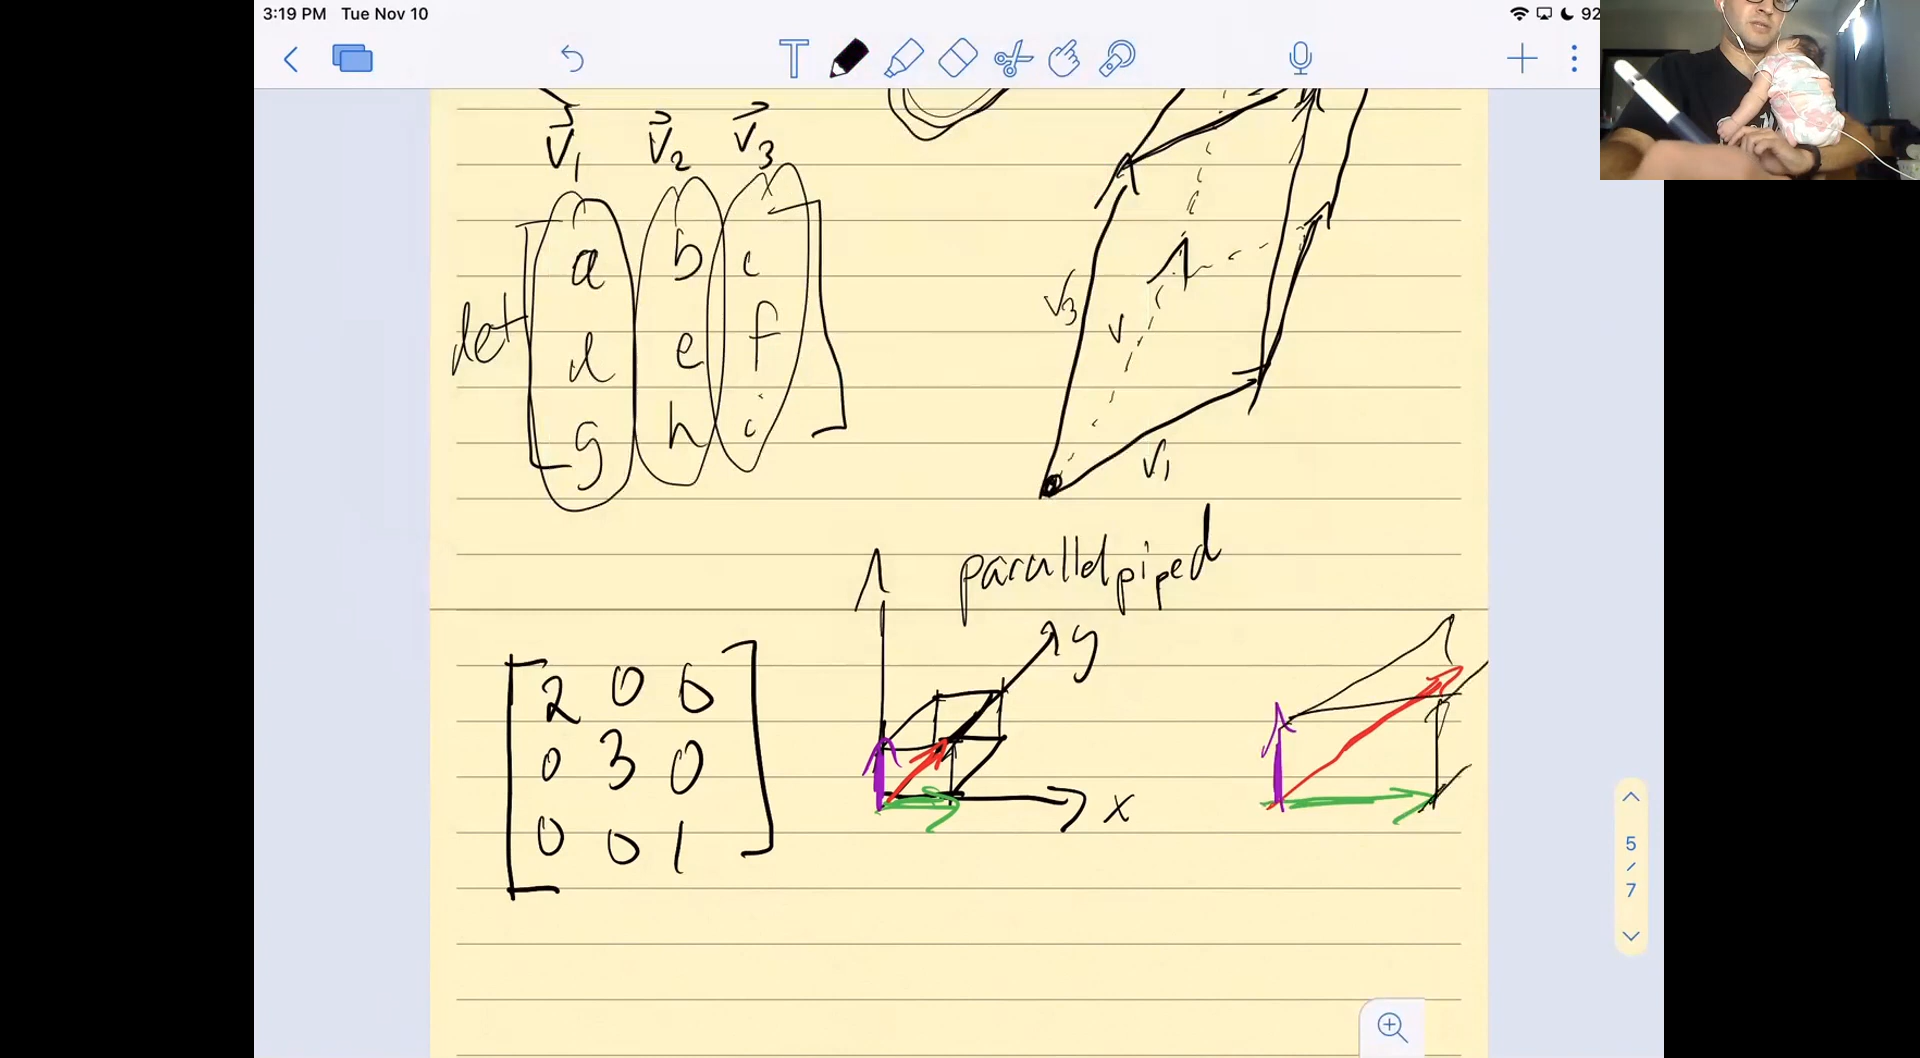 3:19 PM Tue Nov 10
92
T
v₁ v₂ v₃
det
a b c
d e f
g h i
v₃
v
v₁
parallelpiped
y
2 0 0
0 3 0
0 0 1
x
5
/
7